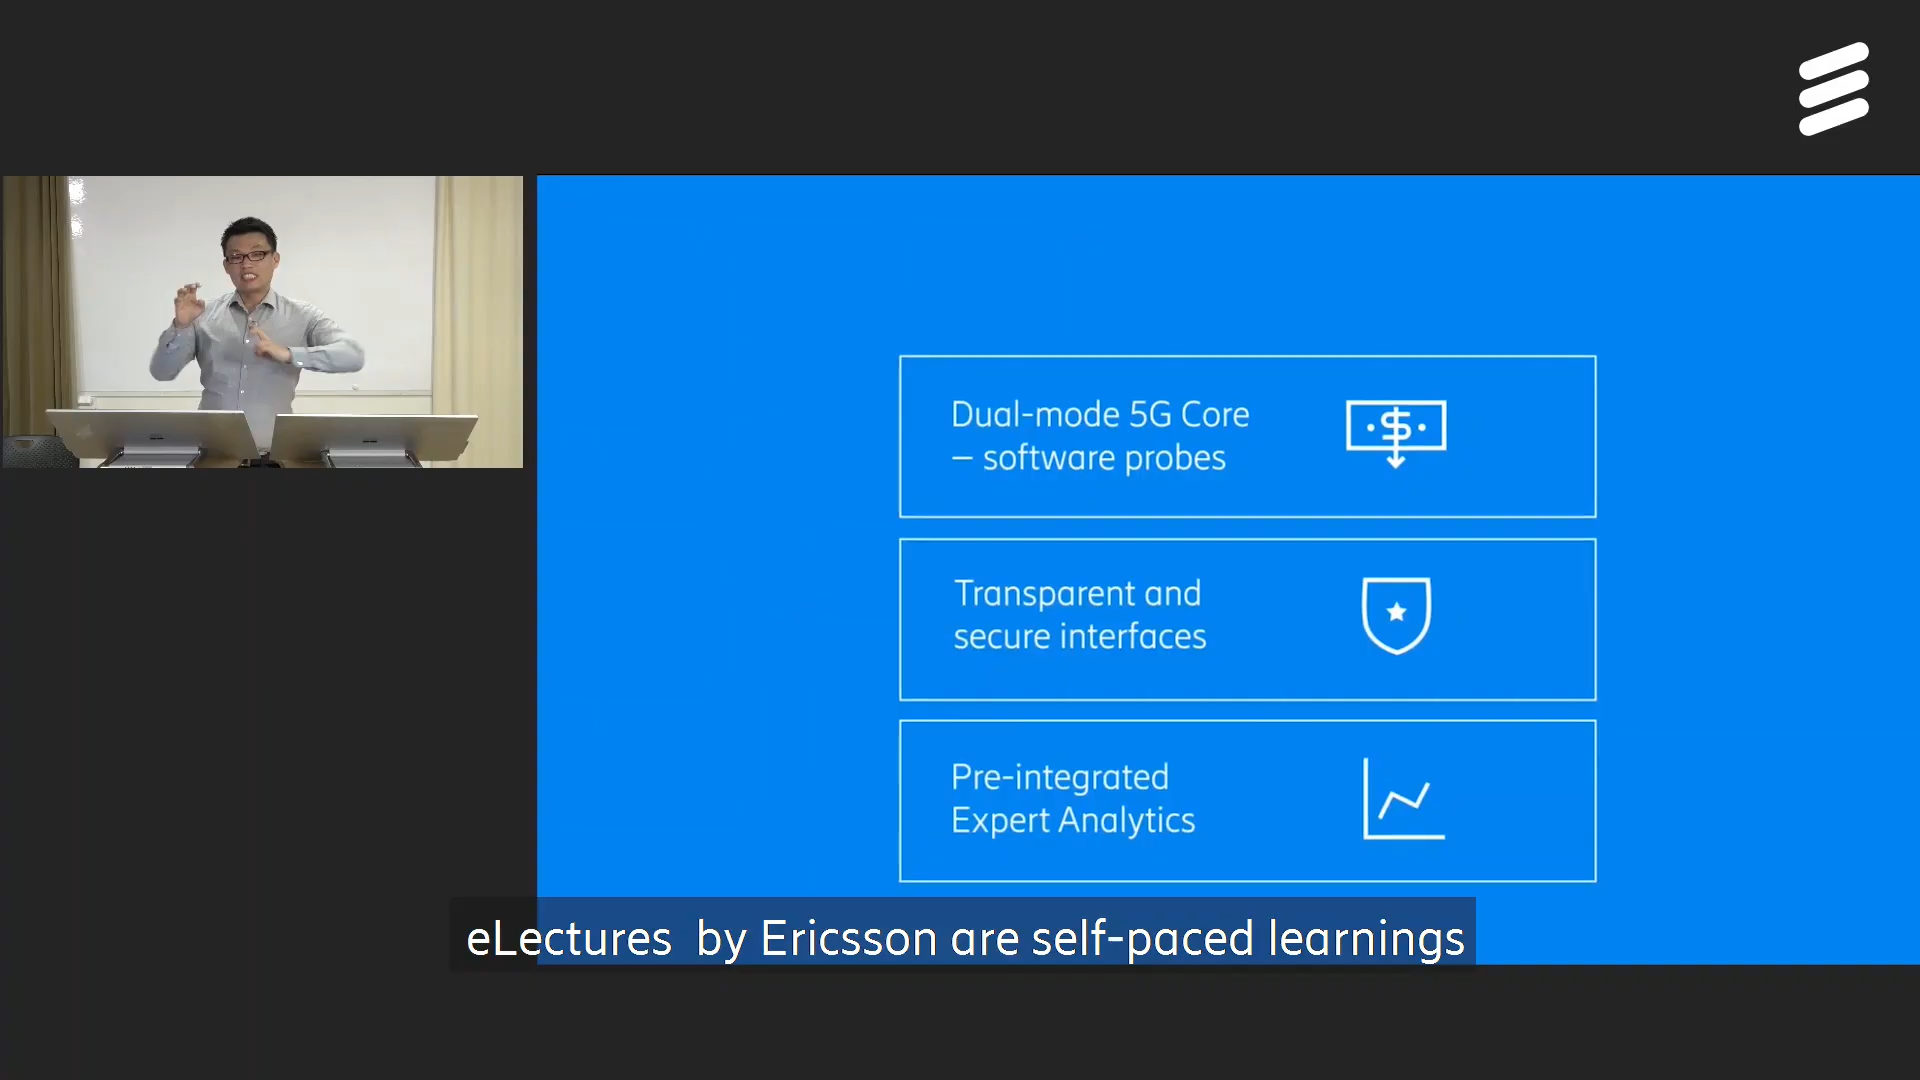 Dual-mode 5G Core
– software probes
Transparent and
secure interfaces
Pre-integrated
Expert Analytics
eLectures by Ericsson are self-paced learnings